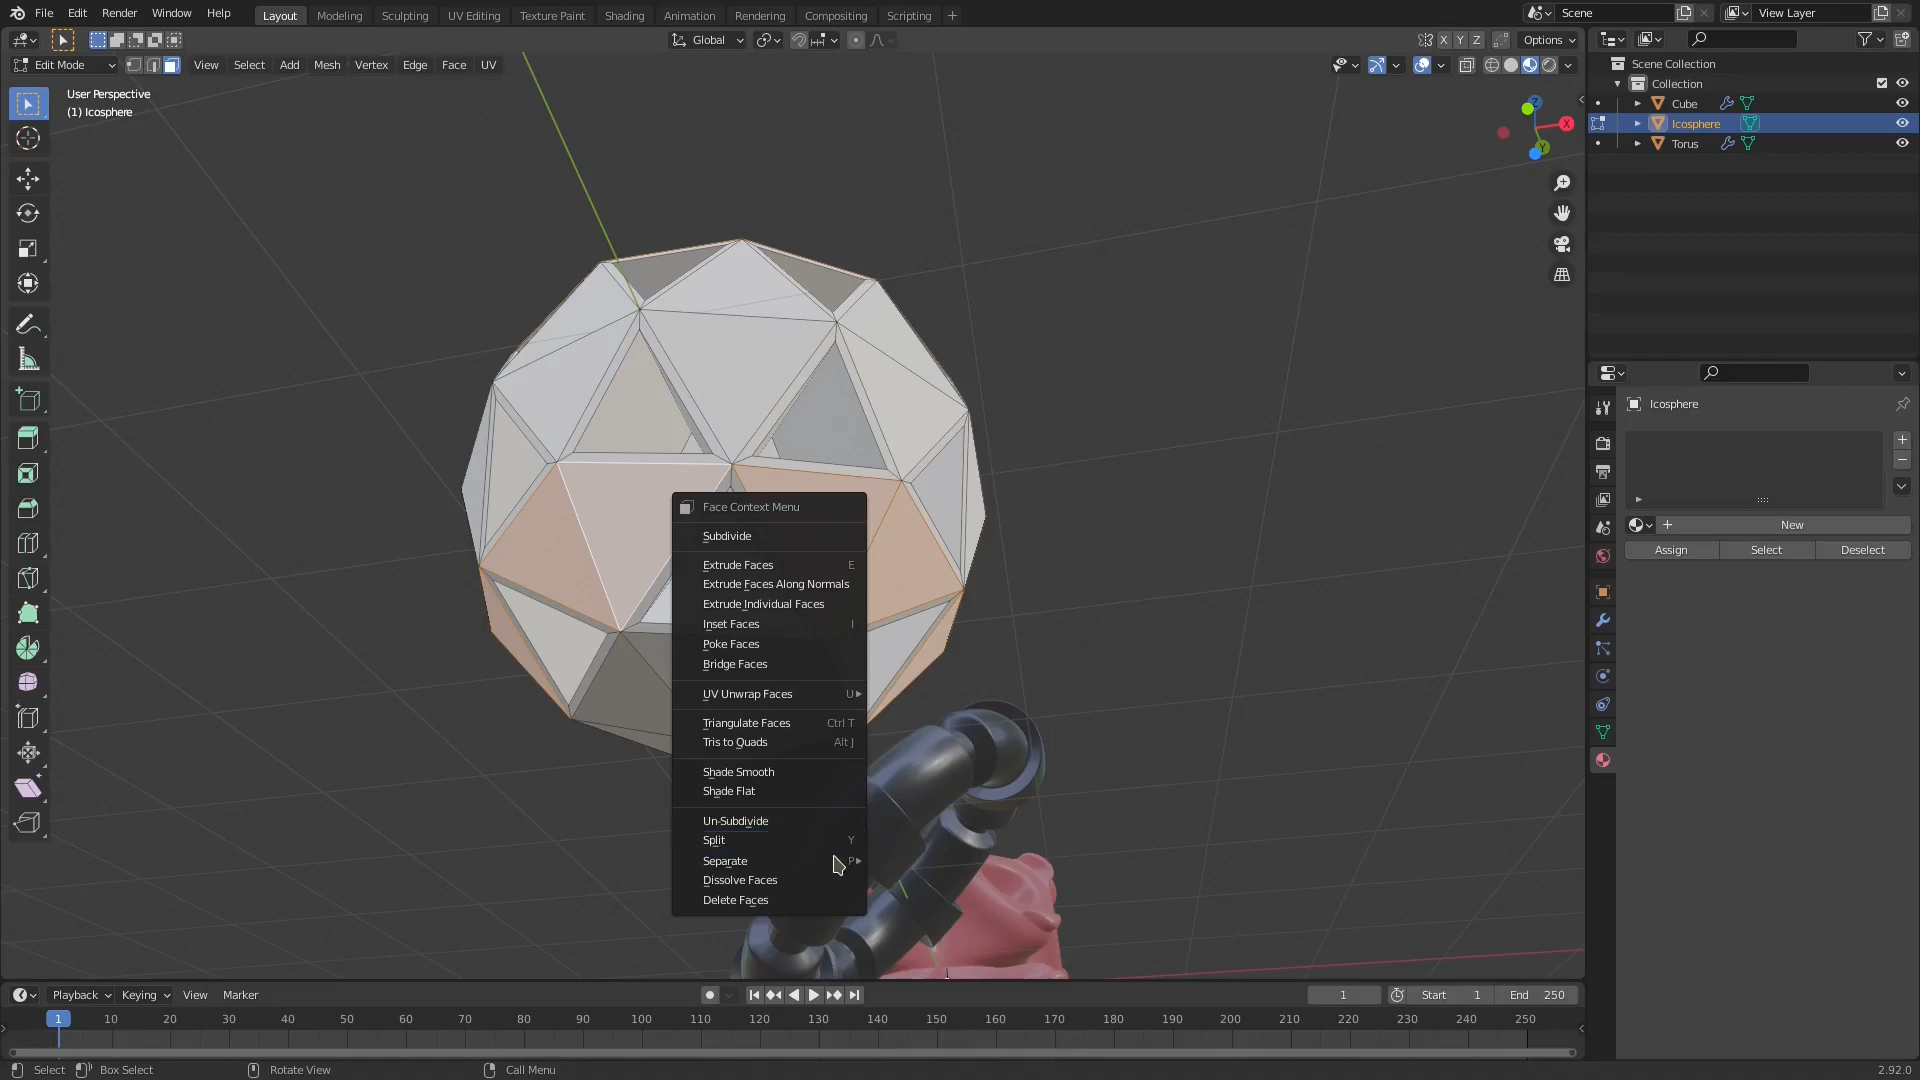 File Edit Render Window Help Layout Modeling Sculpting UV Editing Texture Paint Shading Animation Rendering Compositing Scripting + Scene View Layer
Global X Y Z Options
Edit Mode View Select Add Mesh Vertex Edge Face UV
User Perspective
(1) Icosphere
Scene Collection
Collection
Cube
Icosphere
Torus
X
Y
Z
Icosphere
New
Assign Select Deselect
Face Context Menu
Subdivide
Extrude Faces E
Extrude Faces Along Normals
Extrude Individual Faces
Inset Faces I
Poke Faces
Bridge Faces
UV Unwrap Faces U
Triangulate Faces Ctrl T
Tris to Quads Alt J
Shade Smooth
Shade Flat
Un-Subdivide
Split Y
Separate P
Dissolve Faces
Delete Faces
Playback Keying View Marker 1 Start 1 End 250
1 10 20 30 40 50 60 70 80 90 100 110 120 130 140 150 160 170 180 190 200 210 220 230 240 250
Select Box Select Rotate View Call Menu 2.92.0